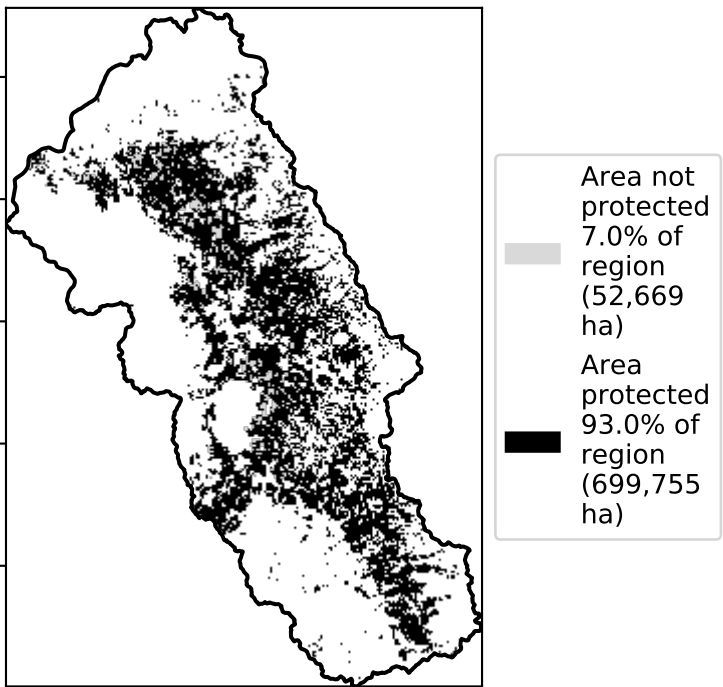 Area not
protected
7.0% of
region
(52,669
ha)
Area
protected
93.0% of
region
(699,755
ha)